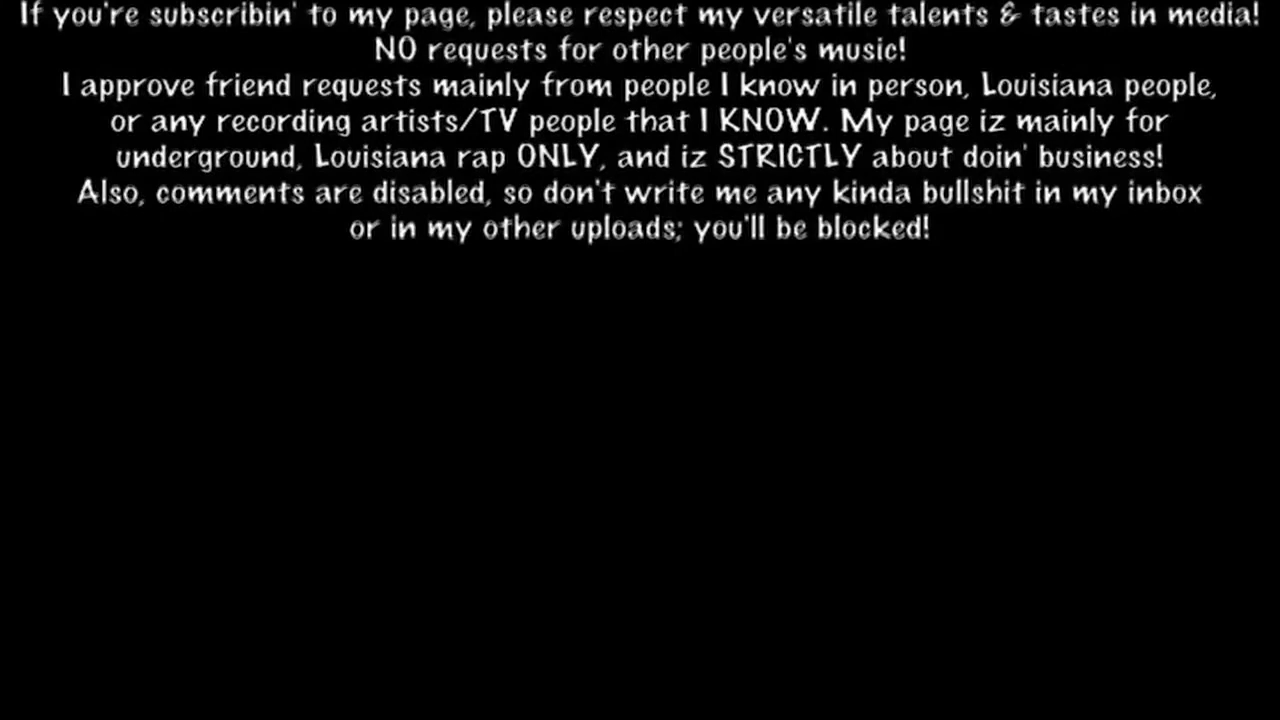 If you're subscribin' to my page, please respect my versatile talents & tastes in media!
NO requests for other people's music!
I approve friend requests mainly from people I know in person, Louisiana people,
or any recording artists/TV people that I KNOW. My page iz mainly for
underground, Louisiana rap ONLY, and iz STRICTLY about doin' business!
Also, comments are disabled, so don't write me any kinda bullshit in my inbox
or in my other uploads; you'll be blocked!